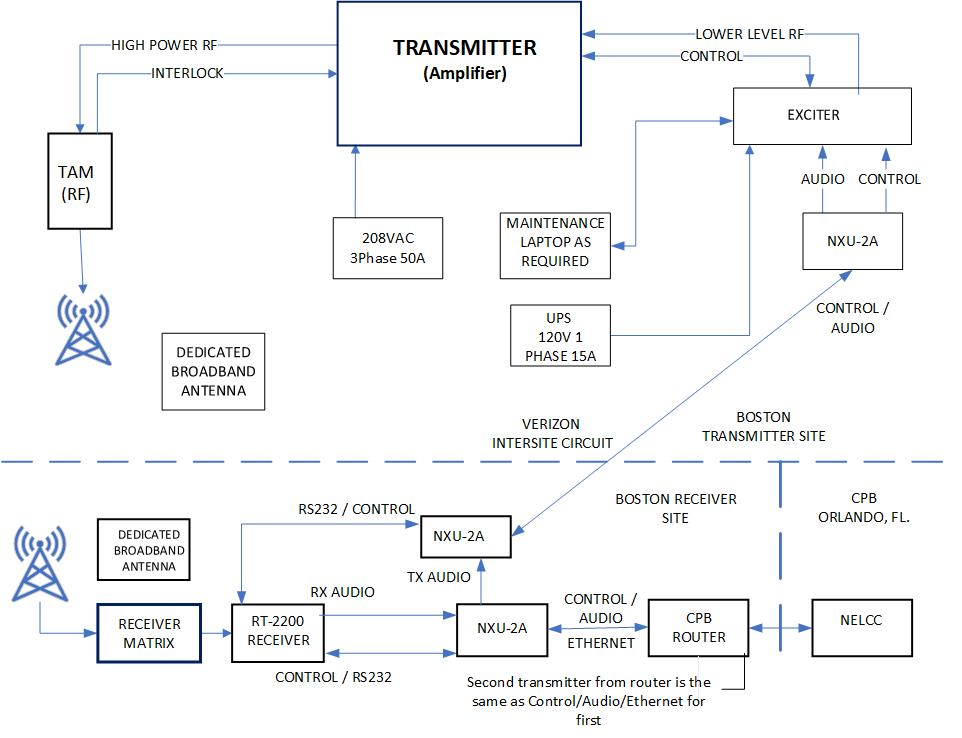 LOWER LEVEL RF
HIGH POWER RF
TRANSMITTER
(Amplifier)
CONTROL
INTERLOCK
EXCITER
TAM
(RF)
AUDIO
CONTROL
208VAC
3Phase 50A
MAINTENANCE
LAPTOP AS
REQUIRED
NXU-2A
UPS
120V 1
PHASE 15A
CONTROL /
AUDIO
DEDICATED
BROADBAND
ANTENNA
VERIZON
INTERSITE CIRCUIT
BOSTON
TRANSMITTER SITE
BOSTON RECEIVER
SITE
CPB
ORLANDO, FL.
RS232 / CONTROL
NXU-2A
DEDICATED
BROADBAND
ANTENNA
TX AUDIO
RX AUDIO
RECEIVER
MATRIX
RT-2200
RECEIVER
NXU-2A
CONTROL /
AUDIO
ETHERNET
CPB
ROUTER
NELCC
CONTROL / RS232
Second transmitter from router is the
same as Control/Audio/Ethernet for
first